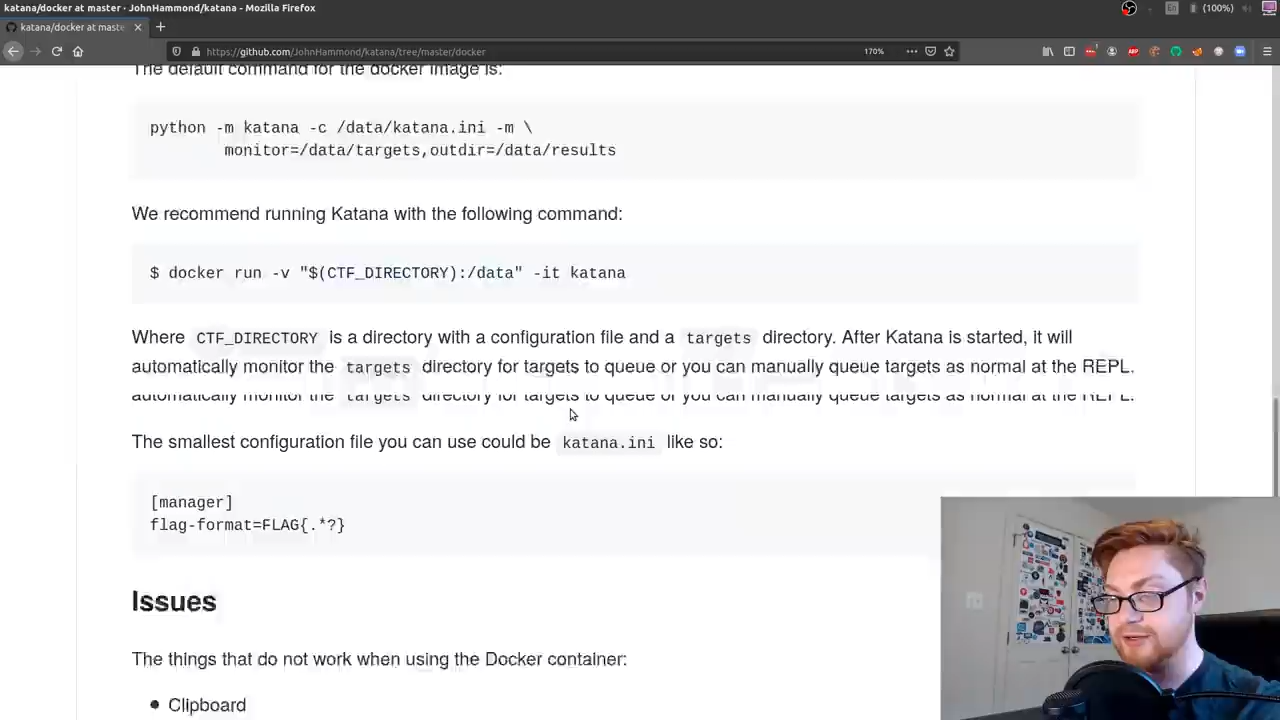 katana/docker at master · JohnHammond/katana - Mozilla Firefox
En
(100%)
katana/docker at master
https://github.com/JohnHammond/katana/tree/master/docker
170%
The default command for the docker image is:
python -m katana -c /data/katana.ini -m \
monitor=/data/targets,outdir=/data/results
We recommend running Katana with the following command:
$ docker run -v "$(CTF_DIRECTORY):/data" -it katana
Where CTF_DIRECTORY is a directory with a configuration file and a targets directory. After Katana is started, it will
automatically monitor the targets directory for targets to queue or you can manually queue targets as normal at the REPL.
automatically monitor the targets directory for targets to queue or you can manually queue targets as normal at the REPL.
The smallest configuration file you can use could be katana.ini like so:
[manager]
flag-format=FLAG{.*?}
Issues
The things that do not work when using the Docker container:
• Clipboard